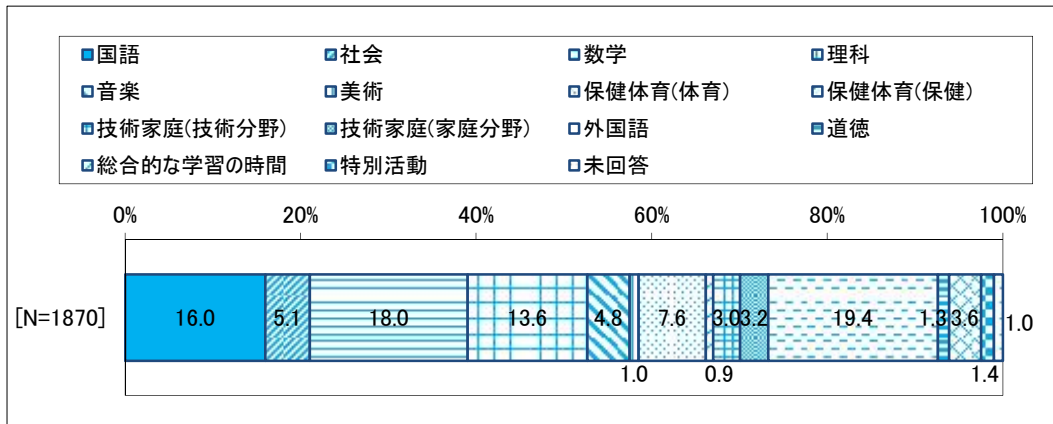 国語 社会 数学 理科
音楽 美術 保健体育(体育) 保健体育(保健)
技術家庭(技術分野) 技術家庭(家庭分野) 外国語 道徳
総合的な学習の時間 特別活動 未回答
0% 20% 40% 60% 80% 100%
[N=1870] 16.0 5.1 18.0 13.6 4.8 7.6 3.0 3.2 19.4 1.3 3.6 1.0
1.0 0.9 1.4